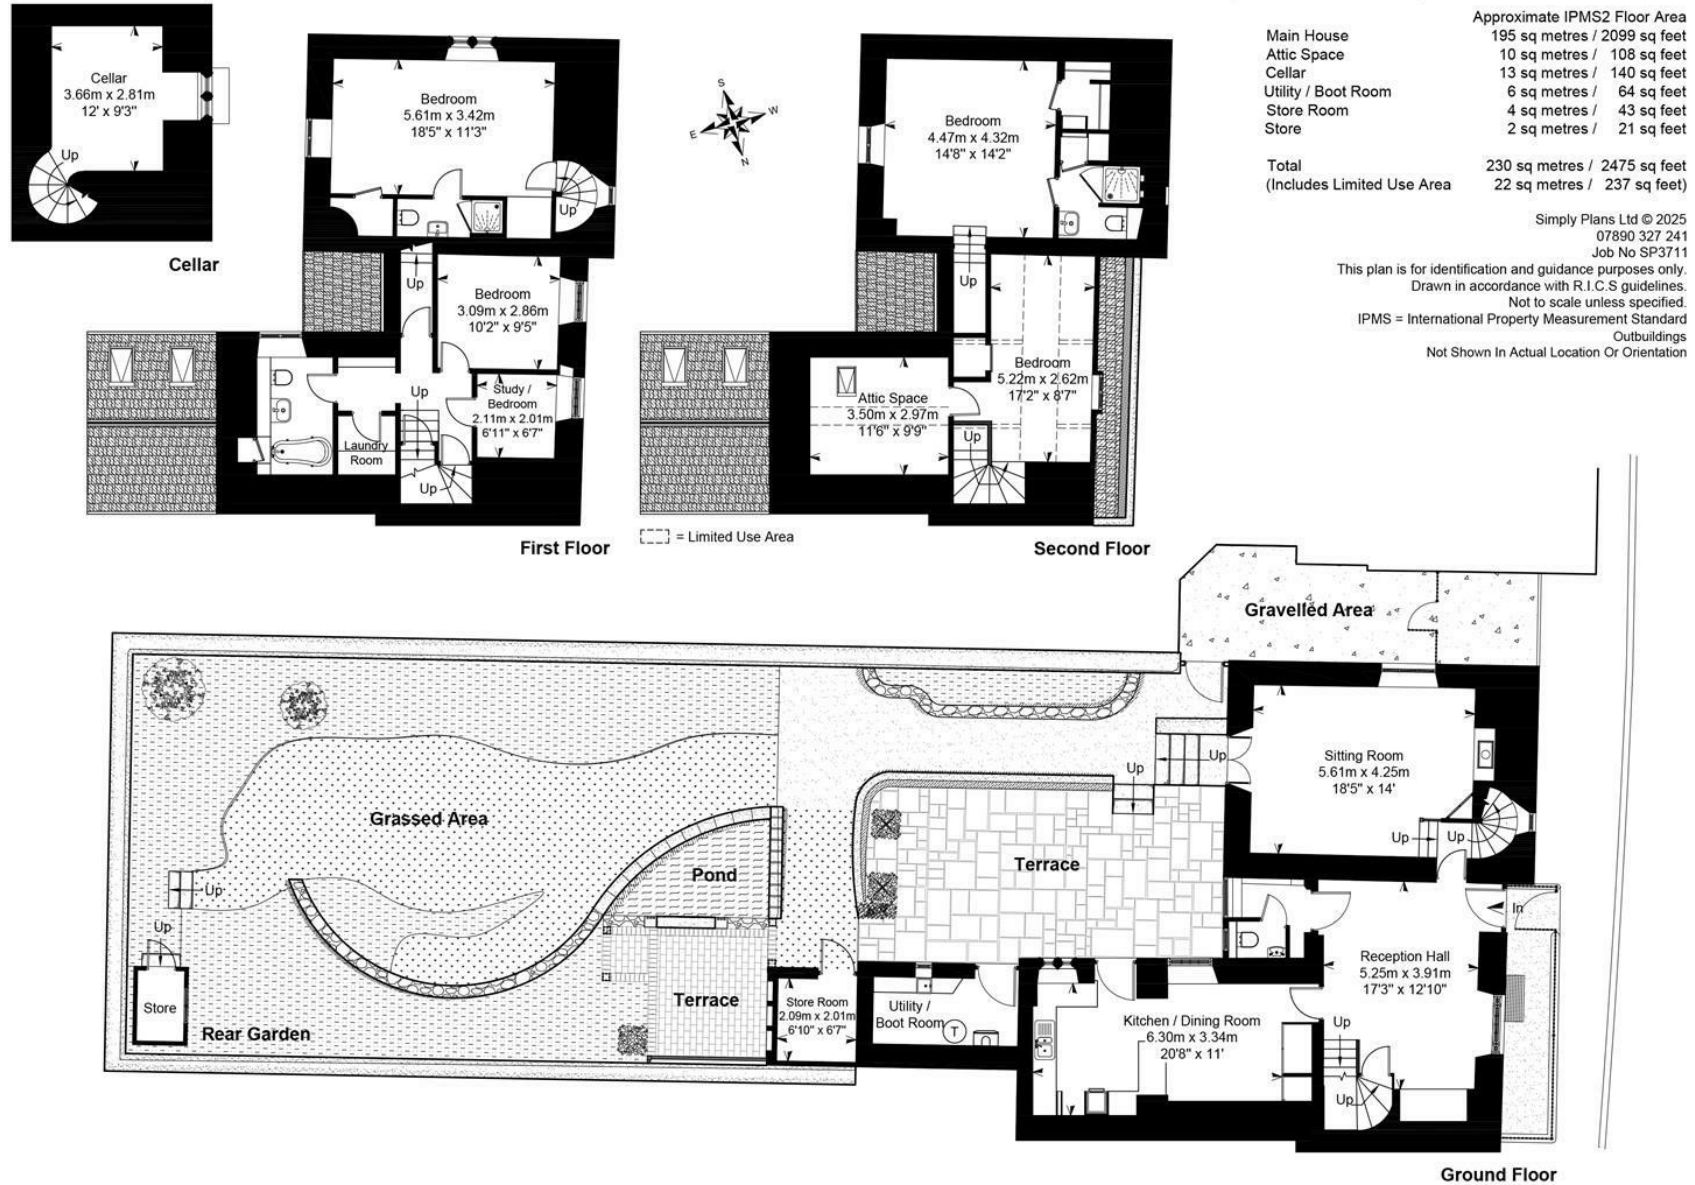 Cellar
3.66m x 2.81m
12' x 9'3"
Up
Cellar
Bedroom
5.61m x 3.42m
18'5" x 11'3"
Up
Up
Bedroom
3.09m x 2.86m
10'2" x 9'5"
Up
Study /
Bedroom
2.11m x 2.01m
6'11" x 6'7"
Laundry
Room
Up
First Floor
S
W
E
N
Bedroom
4.47m x 4.32m
14'8" x 14'2"
Up
Bedroom
5.22m x 2.62m
17'2" x 8'7"
Attic Space
3.50m x 2.97m
11'6" x 9'9"
Up
= Limited Use Area
Second Floor
Approximate IPMS2 Floor Area
Main House 195 sq metres / 2099 sq feet
Attic Space 10 sq metres / 108 sq feet
Cellar 13 sq metres / 140 sq feet
Utility / Boot Room 6 sq metres / 64 sq feet
Store Room 4 sq metres / 43 sq feet
Store 2 sq metres / 21 sq feet
Total 230 sq metres / 2475 sq feet
(Includes Limited Use Area 22 sq metres / 237 sq feet)
Simply Plans Ltd © 2025
07890 327 241
Job No SP3711
This plan is for identification and guidance purposes only.
Drawn in accordance with R.I.C.S guidelines.
Not to scale unless specified.
IPMS = International Property Measurement Standard
Outbuildings
Not Shown In Actual Location Or Orientation
Gravelled Area
Sitting Room
5.61m x 4.25m
18'5" x 14'
Up
Up
Up
Up
Grassed Area
Terrace
Pond
Up
Up
In
Store
Rear Garden
Terrace
Store Room
2.09m x 2.01m
6'10" x 6'7"
Utility /
Boot Room
T
Kitchen / Dining Room
6.30m x 3.34m
20'8" x 11'
Reception Hall
5.25m x 3.91m
17'3" x 12'10"
Up
Up
Ground Floor